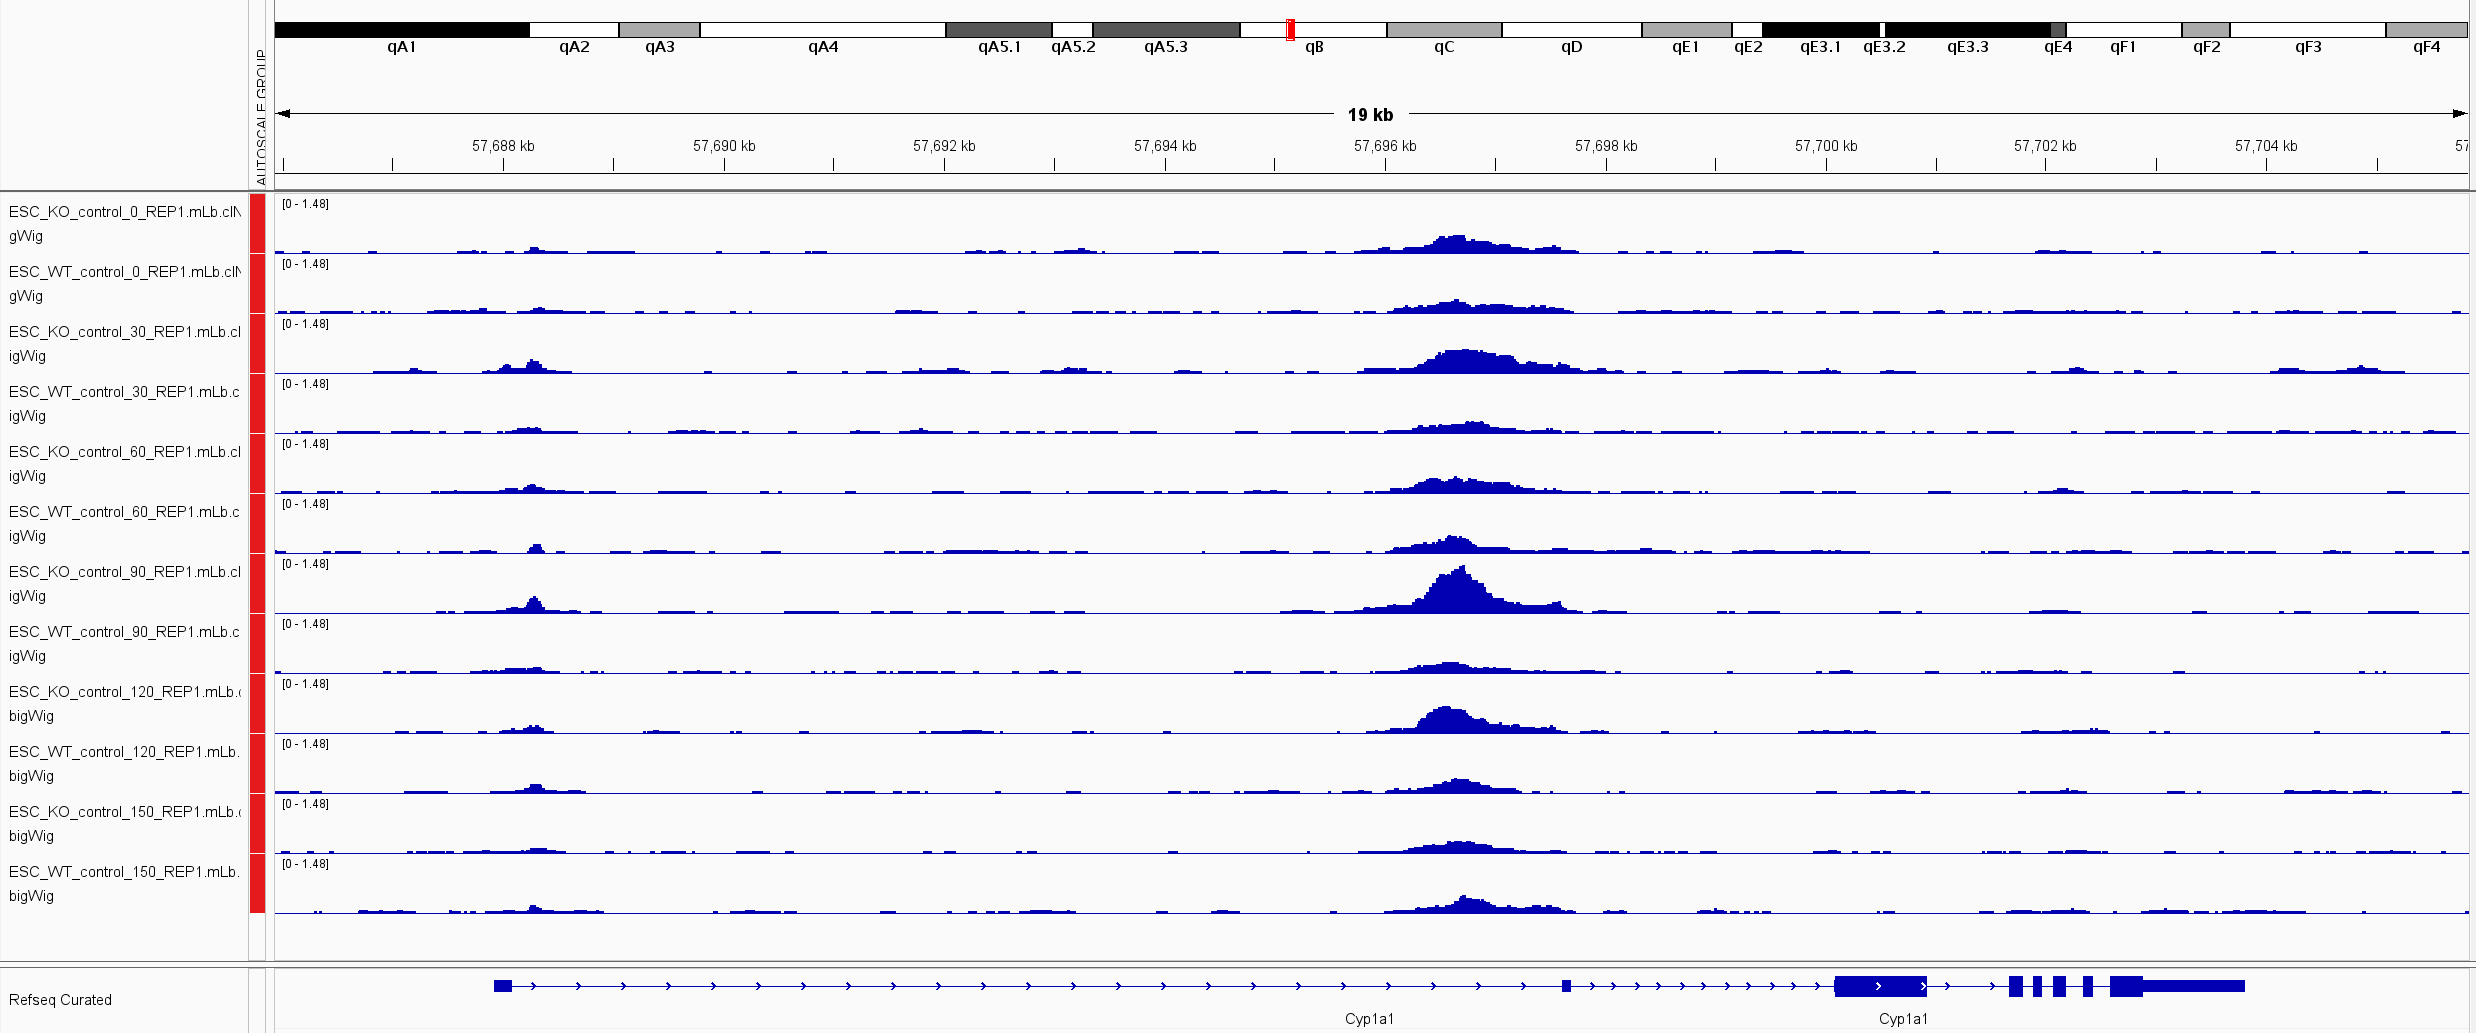 qA1 qA2 qA3 qA4 qA5.1 qA5.2 qA5.3 qB qC qD qE1 qE2 qE3.1 qE3.2 qE3.3 qE4 qF1 qF2 qF3 qF4
AUTOSCALE GROUP
19 kb
57,688 kb 57,690 kb 57,692 kb 57,694 kb 57,696 kb 57,698 kb 57,700 kb 57,702 kb 57,704 kb 57
[0 - 1.48]
ESC_KO_control_0_REP1.mLb.clN
gWig
[0 - 1.48]
ESC_WT_control_0_REP1.mLb.clN
gWig
[0 - 1.48]
ESC_KO_control_30_REP1.mLb.cl
igWig
[0 - 1.48]
ESC_WT_control_30_REP1.mLb.c
igWig
[0 - 1.48]
ESC_KO_control_60_REP1.mLb.cl
igWig
[0 - 1.48]
ESC_WT_control_60_REP1.mLb.c
igWig
[0 - 1.48]
ESC_KO_control_90_REP1.mLb.cl
igWig
[0 - 1.48]
ESC_WT_control_90_REP1.mLb.c
igWig
[0 - 1.48]
ESC_KO_control_120_REP1.mLb.
bigWig
[0 - 1.48]
ESC_WT_control_120_REP1.mLb.
bigWig
[0 - 1.48]
ESC_KO_control_150_REP1.mLb.
bigWig
[0 - 1.48]
ESC_WT_control_150_REP1.mLb.
bigWig
Refseq Curated
Cyp1a1 Cyp1a1